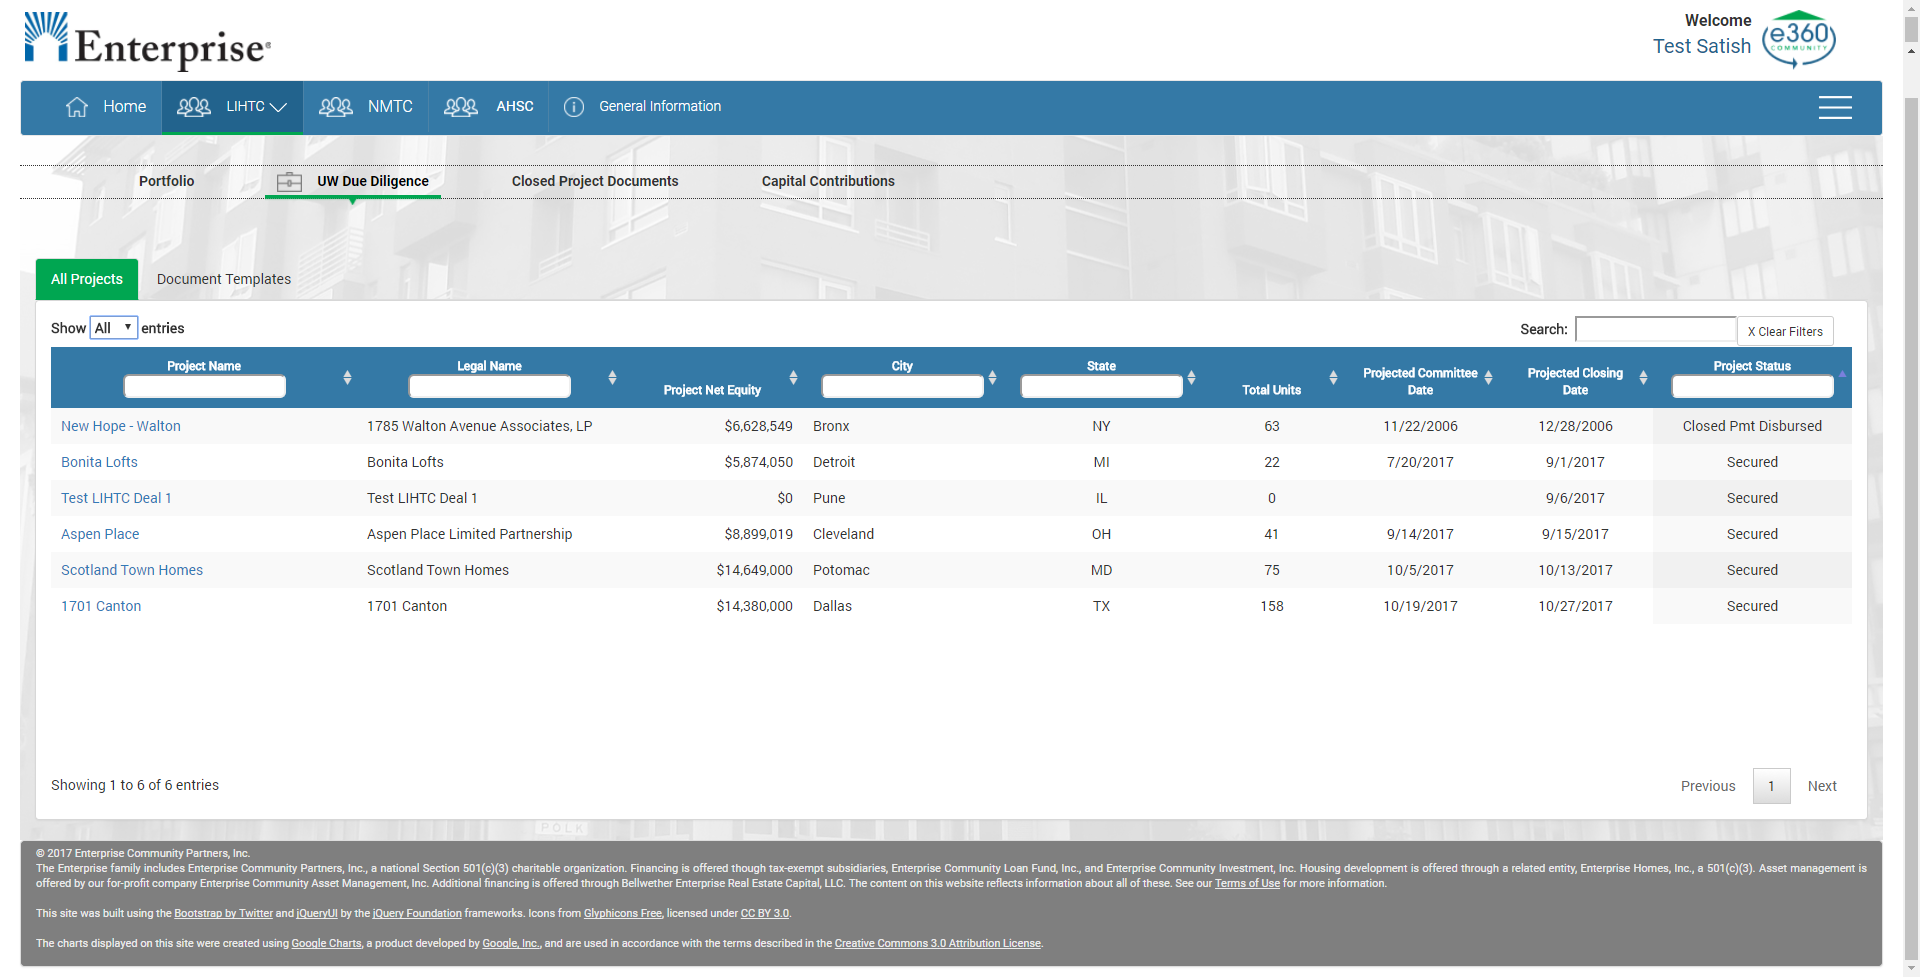 Enterprise®
Welcome
Test Satish
e360
COMMUNITY
Home
LIHTC
NMTC
AHSC
General Information
Portfolio
UW Due Diligence
Closed Project Documents
Capital Contributions
All Projects
Document Templates
Show All entries
Search:
X Clear Filters
Project Name
Legal Name
Project Net Equity
City
State
Total Units
Projected Committee
Date
Projected Closing
Date
Project Status
New Hope - Walton 1785 Walton Avenue Associates, LP $6,628,549 Bronx NY 63 11/22/2006 12/28/2006 Closed Pmt Disbursed
Bonita Lofts Bonita Lofts $5,874,050 Detroit MI 22 7/20/2017 9/1/2017 Secured
Test LIHTC Deal 1 Test LIHTC Deal 1 $0 Pune IL 0 9/6/2017 Secured
Aspen Place Aspen Place Limited Partnership $8,899,019 Cleveland OH 41 9/14/2017 9/15/2017 Secured
Scotland Town Homes Scotland Town Homes $14,649,000 Potomac MD 75 10/5/2017 10/13/2017 Secured
1701 Canton 1701 Canton $14,380,000 Dallas TX 158 10/19/2017 10/27/2017 Secured
Showing 1 to 6 of 6 entries
Previous 1 Next
POLK
© 2017 Enterprise Community Partners, Inc.
The Enterprise family includes Enterprise Community Partners, Inc., a national Section 501(c)(3) charitable organization. Financing is offered though tax-exempt subsidiaries, Enterprise Community Loan Fund, Inc., and Enterprise Community Investment, Inc. Housing development is offered through a related entity, Enterprise Homes, Inc., a 501(c)(3). Asset management is
offered by our for-profit company Enterprise Community Asset Management, Inc. Additional financing is offered through Bellwether Enterprise Real Estate Capital, LLC. The content on this website reflects information about all of these. See our Terms of Use for more information.
This site was built using the Bootstrap by Twitter and jQueryUI by the jQuery Foundation frameworks. Icons from Glyphicons Free, licensed under CC BY 3.0.
The charts displayed on this site were created using Google Charts, a product developed by Google, Inc., and are used in accordance with the terms described in the Creative Commons 3.0 Attribution License.